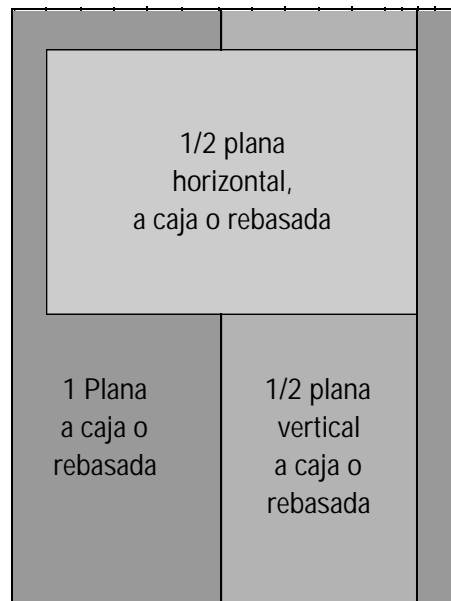 1/2 plana
horizontal,
a caja o rebasada
1 Plana
a caja o
rebasada
1/2 plana
vertical
a caja o
rebasada